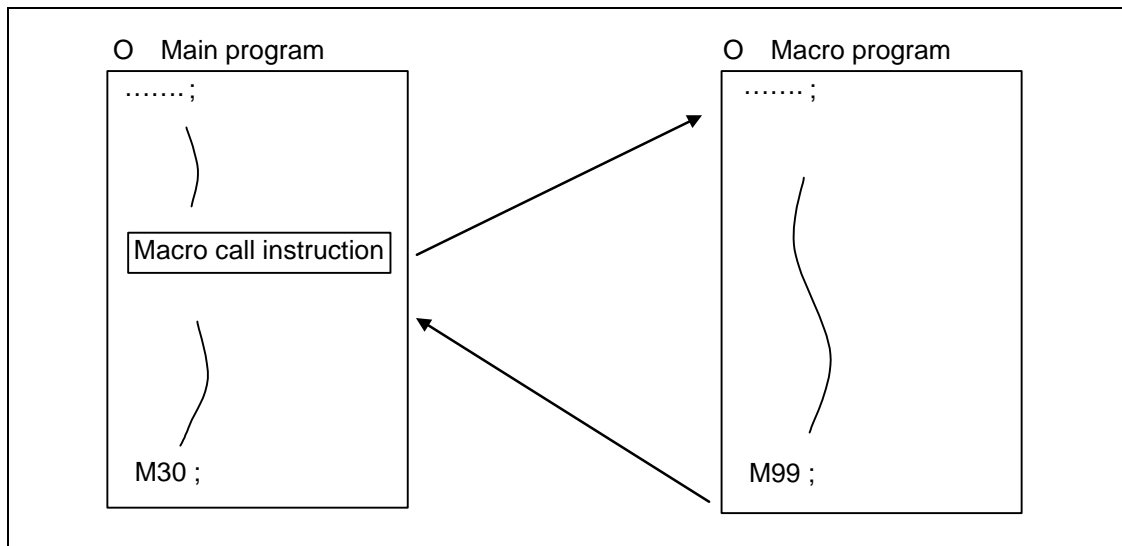 O Main program
....... ;
Macro call instruction
M30 ;
O Macro program
....... ;
M99 ;